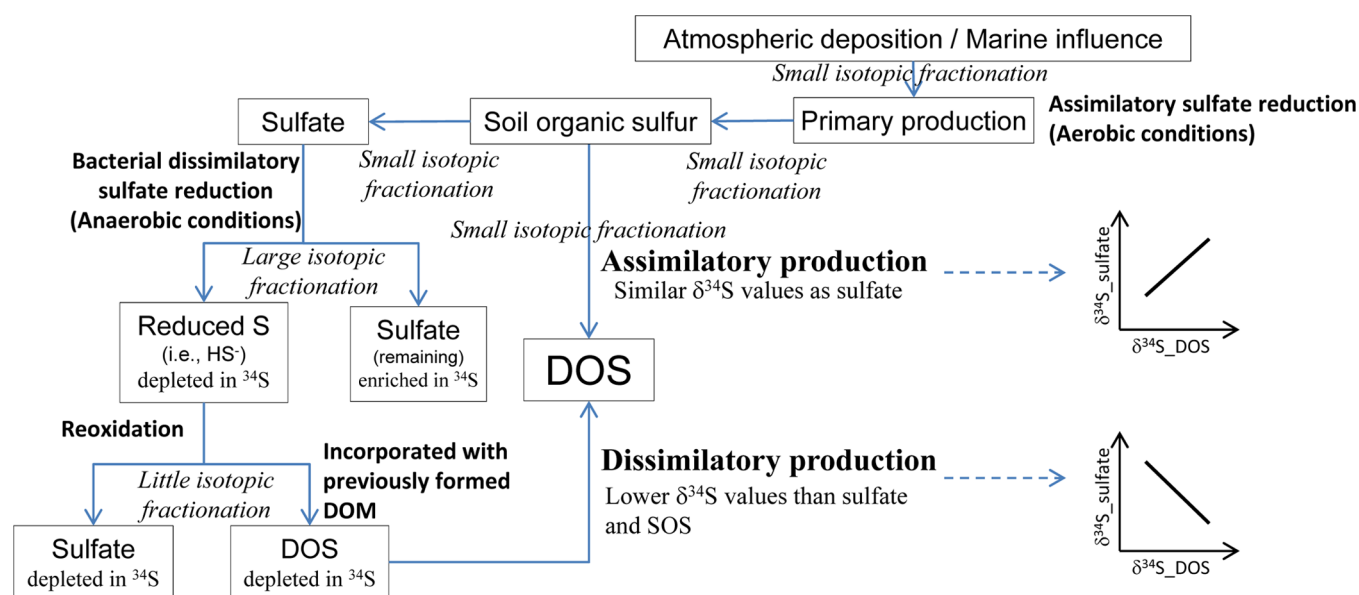 Atmospheric deposition / Marine influence
Small isotopic fractionation
Sulfate
Soil organic sulfur
Primary production
Assimilatory sulfate reduction
(Aerobic conditions)
Bacterial dissimilatory
sulfate reduction
(Anaerobic conditions)
Small isotopic
fractionation
Small isotopic
fractionation
Small isotopic fractionation
Large isotopic
fractionation
Assimilatory production
Similar δ³⁴S values as sulfate
δ³⁴S_sulfate
δ³⁴S_DOS
Reduced S
(i.e., HS⁻)
depleted in ³⁴S
Sulfate
(remaining)
enriched in ³⁴S
DOS
Reoxidation
Incorporated with
previously formed
DOM
Little isotopic
fractionation
Dissimilatory production
Lower δ³⁴S values than sulfate
and SOS
δ³⁴S_sulfate
δ³⁴S_DOS
Sulfate
depleted in ³⁴S
DOS
depleted in ³⁴S